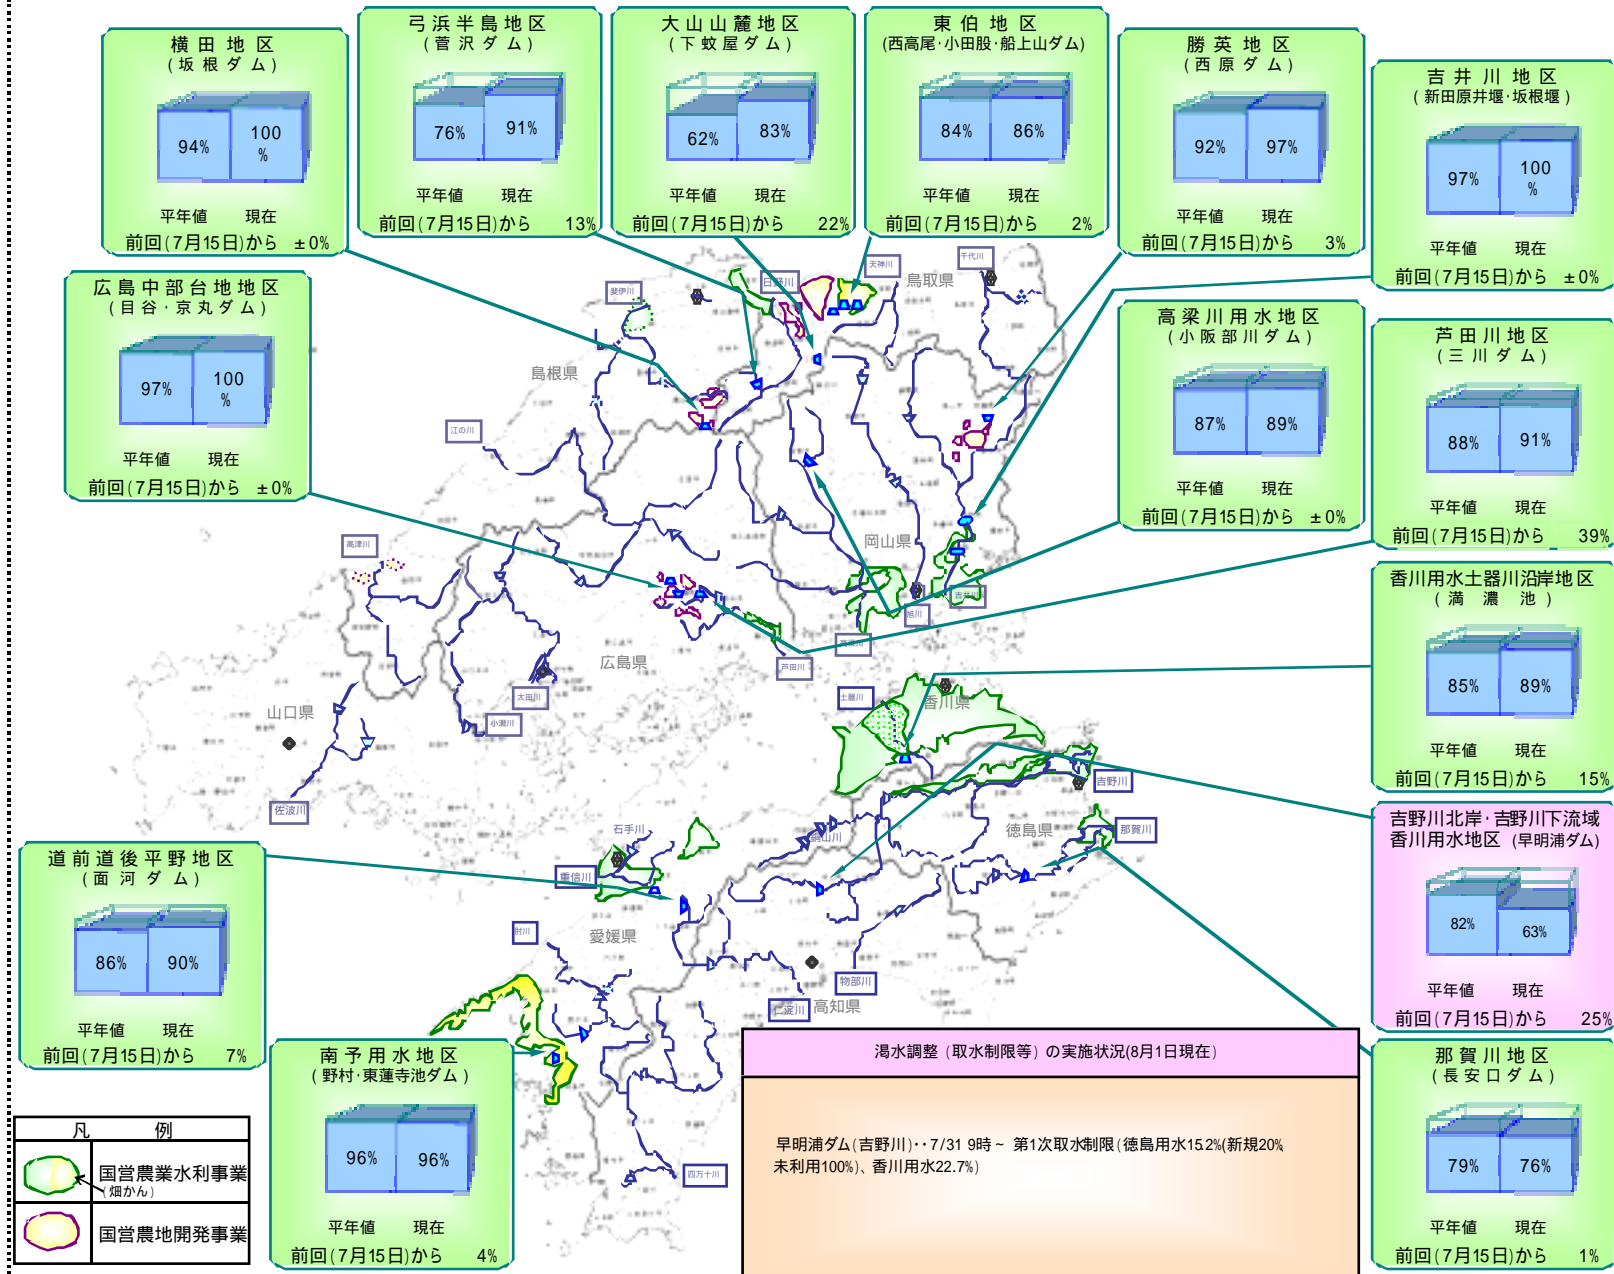 横田地区
(坂根ダム)
94%
100
%
平年値 現在
前回(7月15日)から ±0%
弓浜半島地区
(菅沢ダム)
76%
91%
平年値 現在
前回(7月15日)から 13%
大山山麓地区
(下蚊屋ダム)
62%
83%
平年値 現在
前回(7月15日)から 22%
東伯地区
(西高尾・小田股・船上山ダム)
84%
86%
平年値 現在
前回(7月15日)から 2%
勝英地区
(西原ダム)
92%
97%
平年値 現在
前回(7月15日)から 3%
吉井川地区
(新田原井堰・坂根堰)
97%
100
%
平年値 現在
前回(7月15日)から ±0%
広島中部台地地区
(目谷・京丸ダム)
97%
100
%
平年値 現在
前回(7月15日)から ±0%
高梁川用水地区
(小阪部川ダム)
87%
89%
平年値 現在
前回(7月15日)から ±0%
芦田川地区
(三川ダム)
88%
91%
平年値 現在
前回(7月15日)から 39%
香川用水土器川沿岸地区
(満濃池)
85%
89%
平年値 現在
前回(7月15日)から 15%
吉野川北岸・吉野川下流域
香川用水地区 (早明浦ダム)
82%
63%
平年値 現在
前回(7月15日)から 25%
那賀川地区
(長安口ダム)
79%
76%
平年値 現在
前回(7月15日)から 1%
道前道後平野地区
(面河ダム)
86%
90%
平年値 現在
前回(7月15日)から 7%
南予用水地区
(野村・東蓮寺池ダム)
96%
96%
平年値 現在
前回(7月15日)から 4%
斐伊川
日野川
天神川
千代川
鳥取県
島根県
江の川
高津川
岡山県
吉井川
旭川
高梁川
芦田川
広島県
太田川
小瀬川
山口県
佐波川
土器川
香川県
吉野川
那賀川
徳島県
銅山川
石手川
重信川
愛媛県
肘川
物部川
仁淀川
高知県
四万十川
渇水調整(取水制限等)の実施状況(8月1日現在)
早明浦ダム(吉野川)・・7/31 9時~ 第1次取水制限(徳島用水15.2%(新規20%
未利用100%)、香川用水22.7%)
凡例
国営農業水利事業
(畑かん)
国営農地開発事業